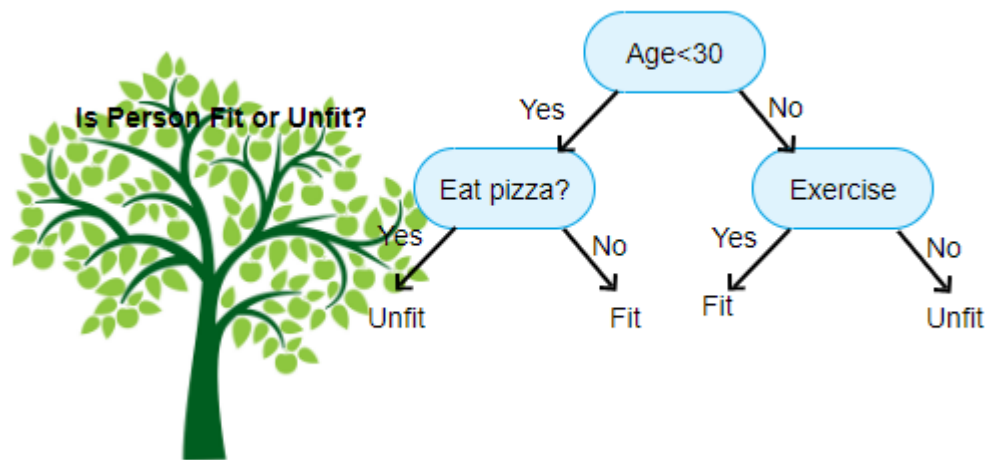 Age<30
Is Person Fit or Unfit?
Yes
No
Eat pizza?
Exercise
Yes
No
Yes
No
Unfit
Fit
Fit
Unfit